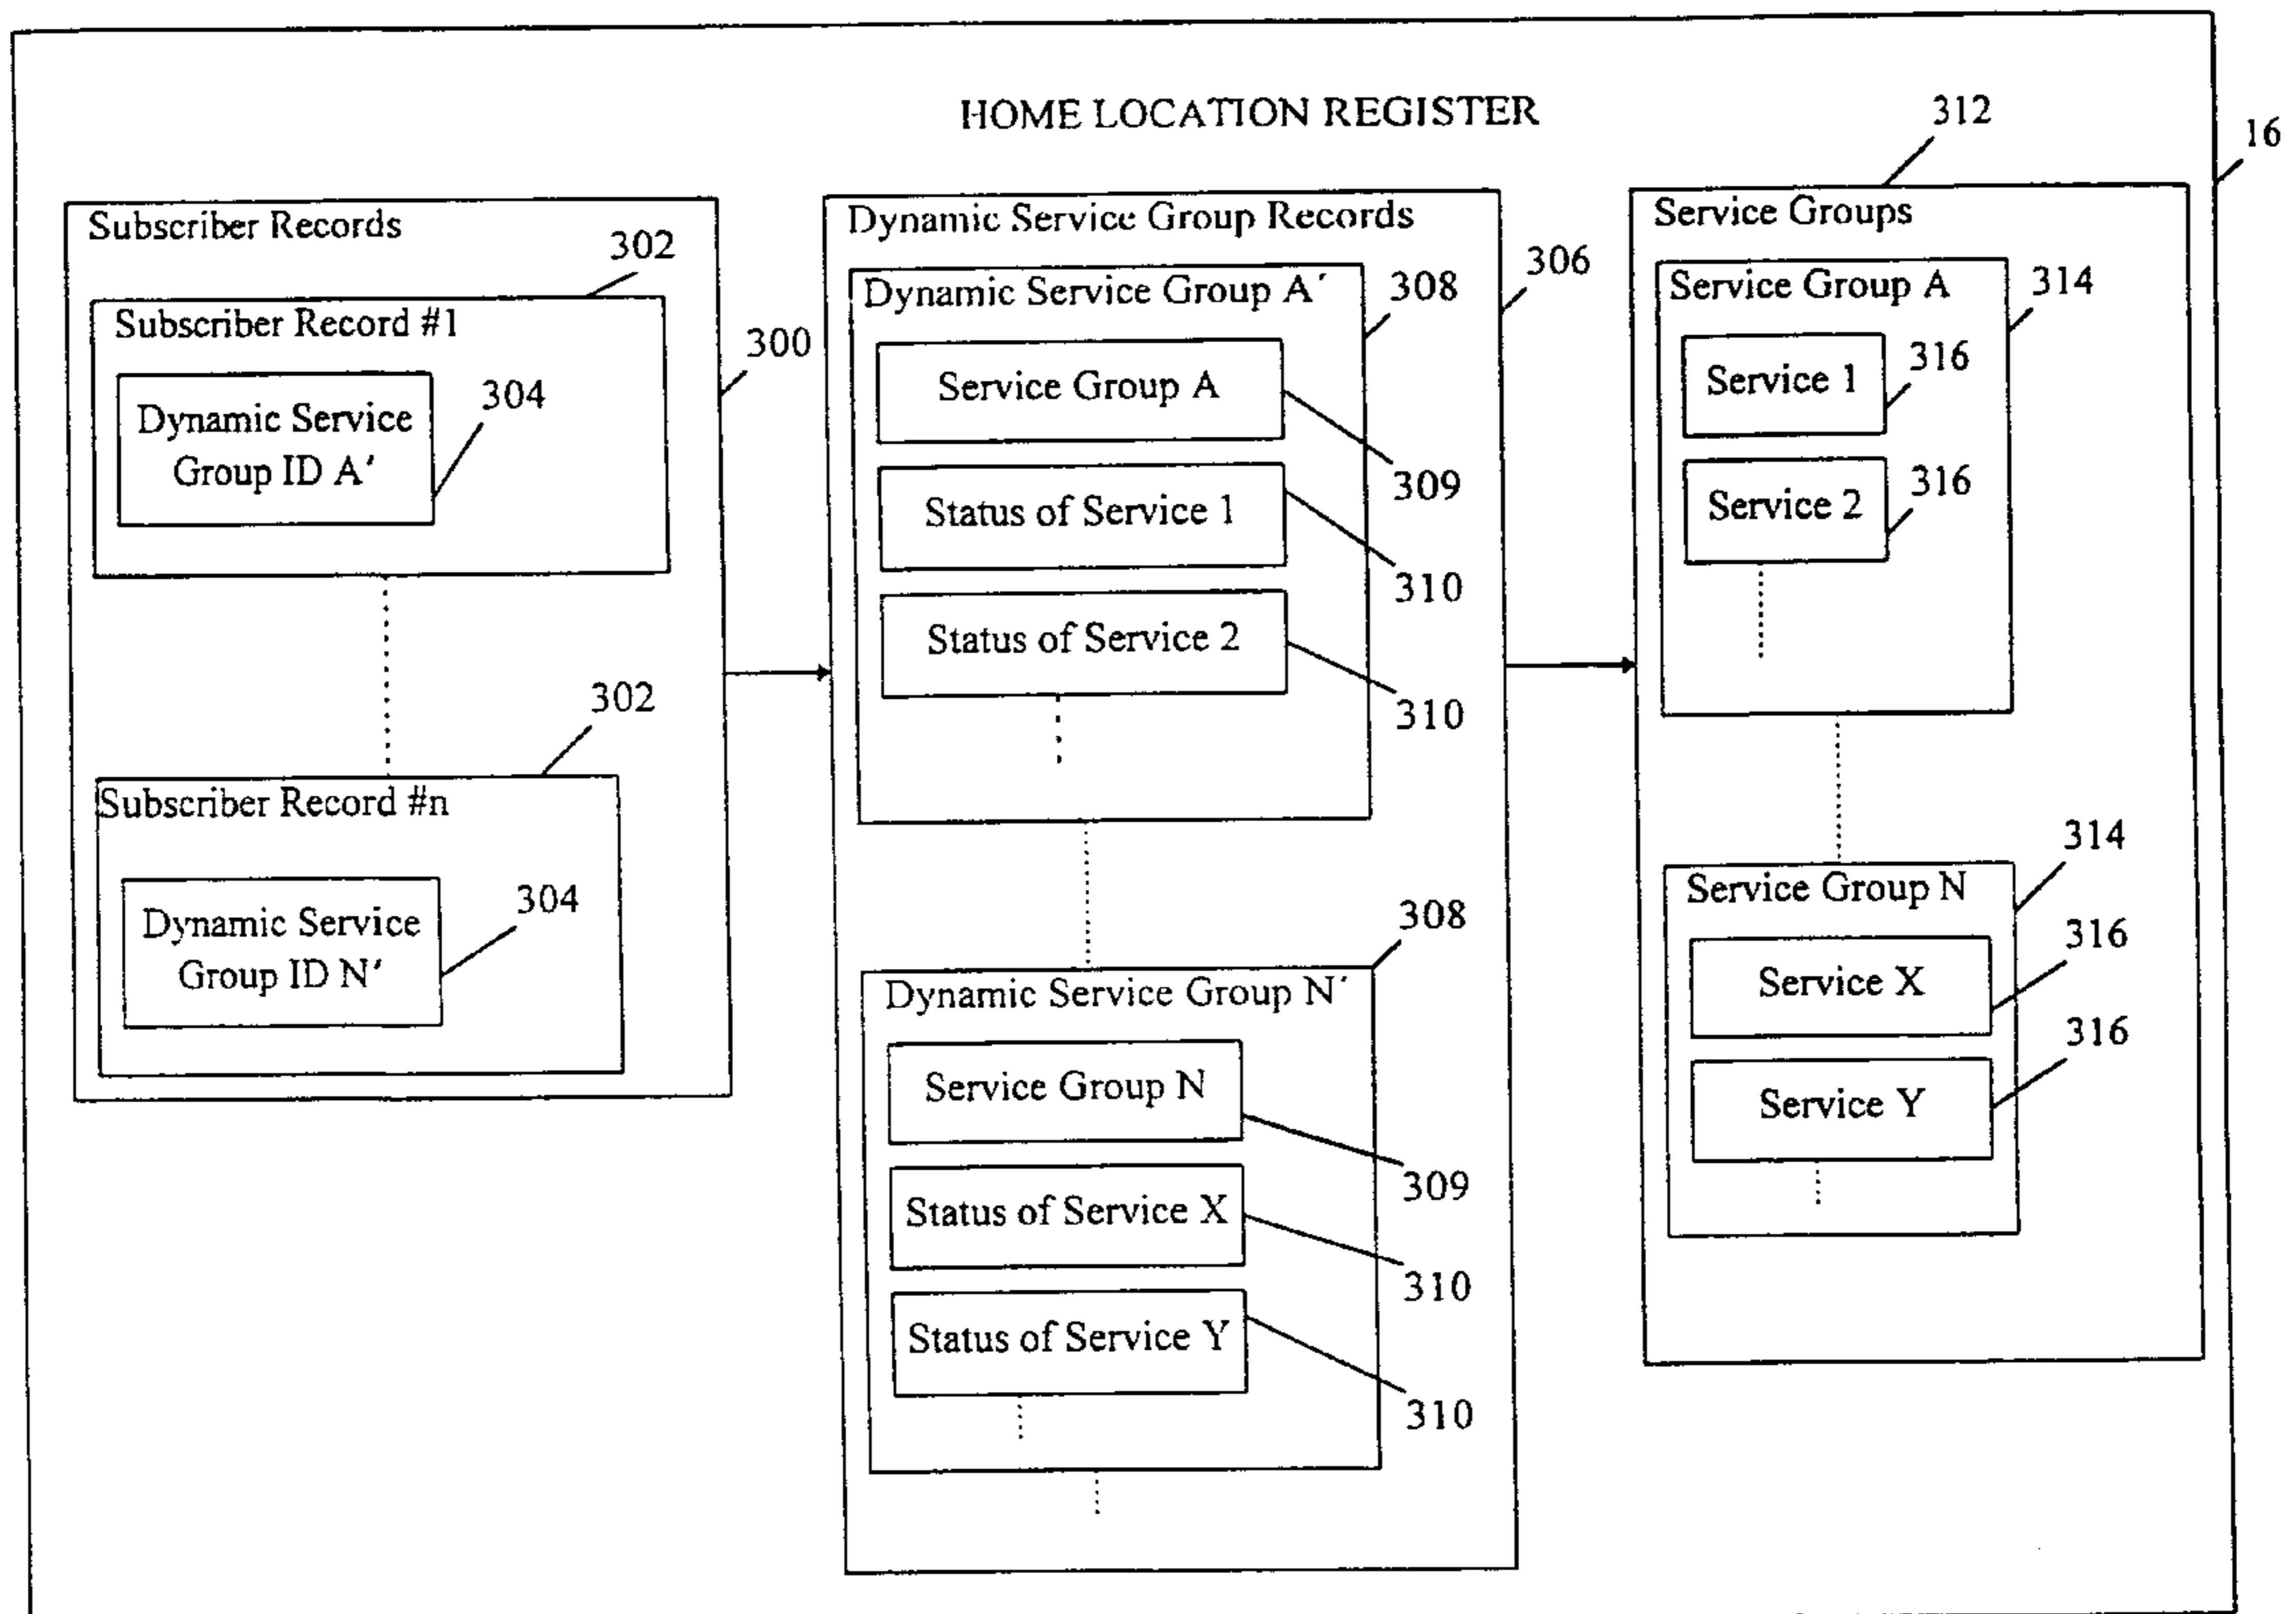 HOME LOCATION REGISTER
16
Subscriber Records
300
Subscriber Record #1
302
Dynamic Service
Group ID A′
304
Subscriber Record #n
302
Dynamic Service
Group ID N′
304
Dynamic Service Group Records
306
Dynamic Service Group A′
308
Service Group A
309
Status of Service 1
310
Status of Service 2
310
Dynamic Service Group N′
308
Service Group N
309
Status of Service X
310
Status of Service Y
310
312
Service Groups
Service Group A
314
Service 1
316
Service 2
316
Service Group N
314
Service X
316
Service Y
316